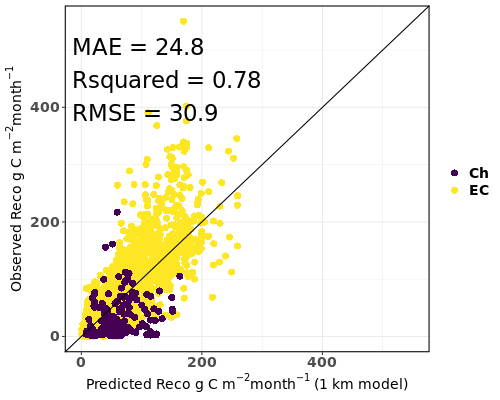 MAE = 24.8
Rsquared = 0.78
RMSE = 30.9
Observed Reco g C m⁻²month⁻¹
400
200
0
0 200 400
Predicted Reco g C m⁻²month⁻¹ (1 km model)
Ch
EC